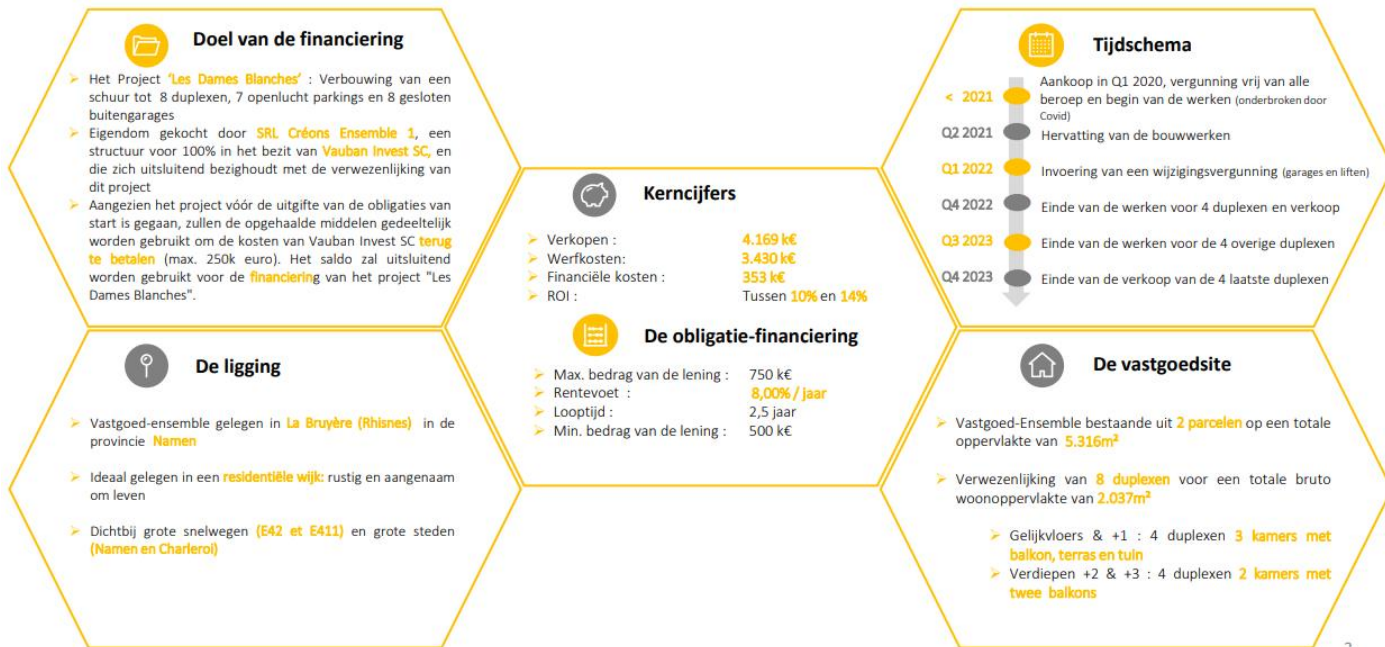 Doel van de financiering
➢ Het Project ‘Les Dames Blanches’ : Verbouwing van een
schuur tot 8 duplexen, 7 openlucht parkings en 8 gesloten
buitengarages
➢ Eigendom gekocht door SRL Créons Ensemble 1, een
structuur voor 100% in het bezit van Vauban Invest SC, en
die zich uitsluitend bezighoudt met de verwezenlijking van
dit project
➢ Aangezien het project vóór de uitgifte van de obligaties van
start is gegaan, zullen de opgehaalde middelen gedeeltelijk
worden gebruikt om de kosten van Vauban Invest SC terug
te betalen (max. 250k euro). Het saldo zal uitsluitend
worden gebruikt voor de financiering van het project "Les
Dames Blanches".
De ligging
➢ Vastgoed-ensemble gelegen in La Bruyère (Rhisnes) in de
provincie Namen
➢ Ideaal gelegen in een residentiële wijk: rustig en aangenaam
om leven
➢ Dichtbij grote snelwegen (E42 et E411) en grote steden
(Namen en Charleroi)
Kerncijfers
➢ Verkopen : 4.169 k€
➢ Werfkosten: 3.430 k€
➢ Financiële kosten : 353 k€
➢ ROI : Tussen 10% en 14%
De obligatie-financiering
➢ Max. bedrag van de lening : 750 k€
➢ Rentevoet : 8,00% / jaar
➢ Looptijd : 2,5 jaar
➢ Min. bedrag van de lening : 500 k€
Tijdschema
Aankoop in Q1 2020, vergunning vrij van alle
< 2021 beroep en begin van de werken (onderbroken door
Covid)
Q2 2021 Hervatting van de bouwwerken
Q1 2022 Invoering van een wijzigingsvergunning (garages en liften)
Q4 2022 Einde van de werken voor 4 duplexen en verkoop
Q3 2023 Einde van de werken voor de 4 overige duplexen
Q4 2023 Einde van de verkoop van de 4 laatste duplexen
De vastgoedsite
➢ Vastgoed-Ensemble bestaande uit 2 parcelen op een totale
oppervlakte van 5.316m²
➢ Verwezenlijking van 8 duplexen voor een totale bruto
woonoppervlakte van 2.037m²
➢ Gelijkvloers & +1 : 4 duplexen 3 kamers met
balkon, terras en tuin
➢ Verdiepen +2 & +3 : 4 duplexen 2 kamers met
twee balkons